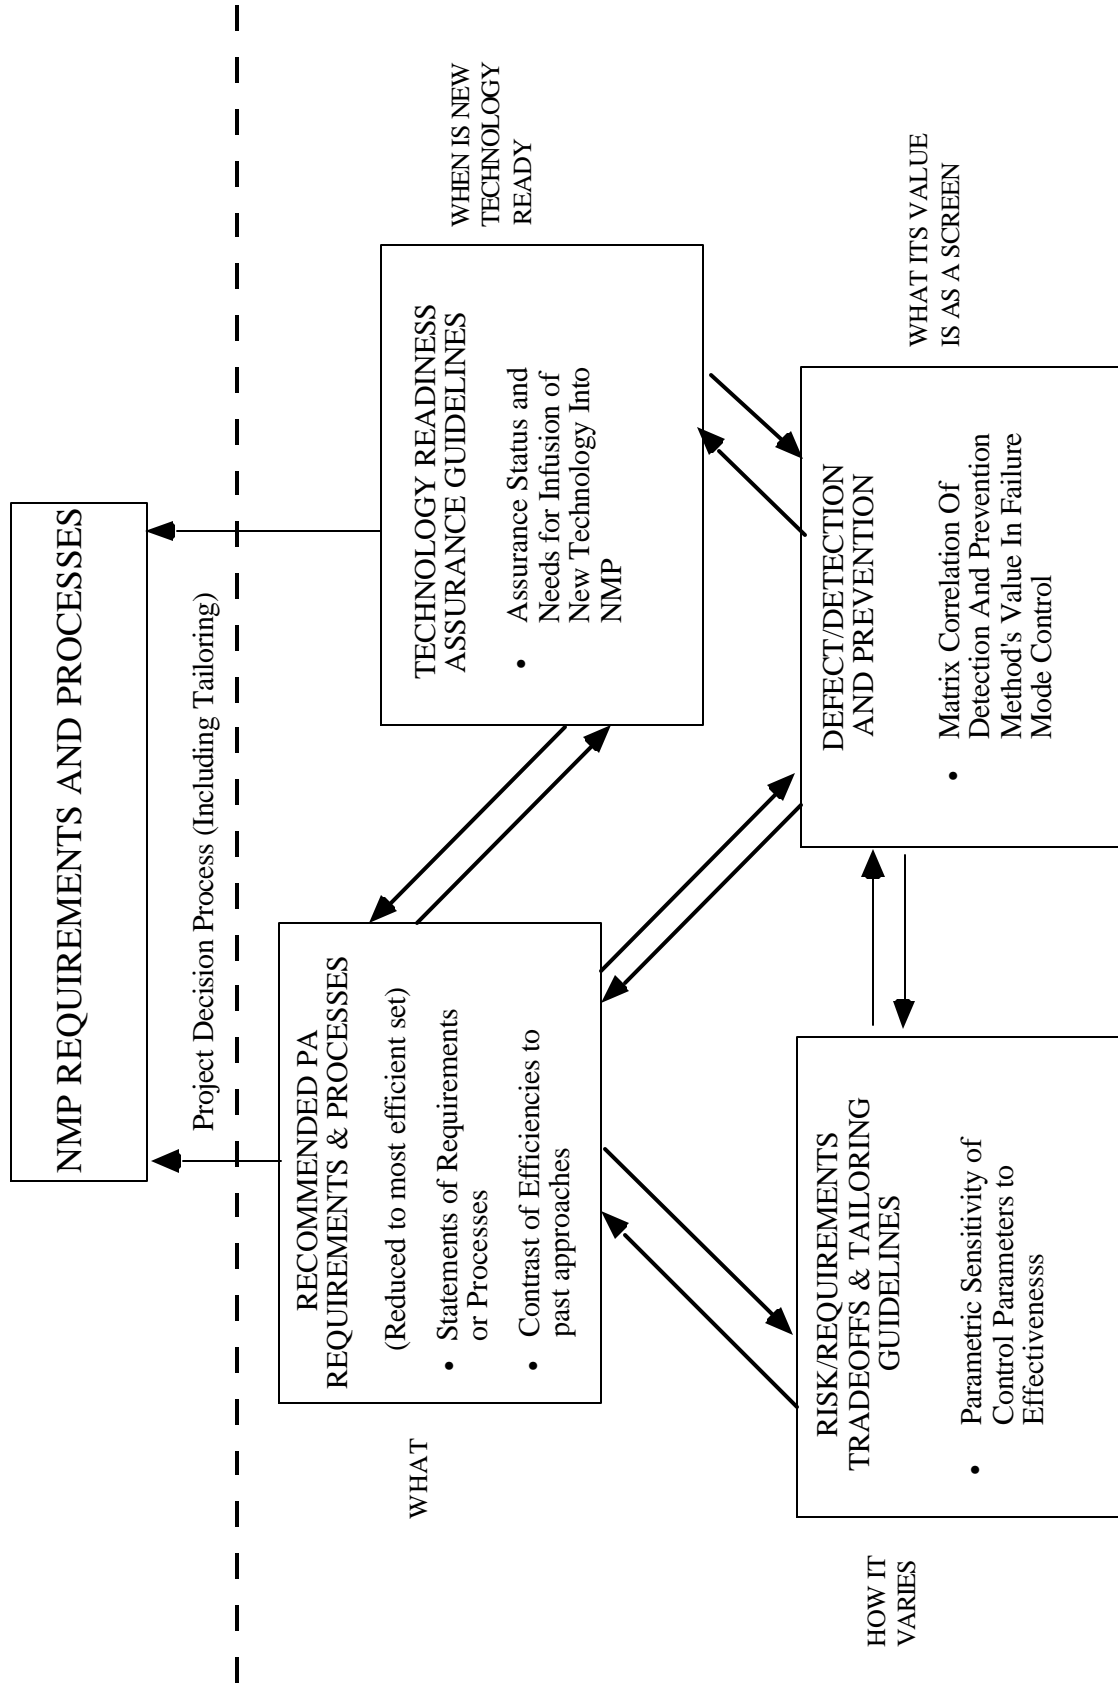 NMP REQUIREMENTS AND PROCESSES
Project Decision Process (Including Tailoring)
WHAT
RECOMMENDED PA
REQUIREMENTS & PROCESSES
(Reduced to most efficient set)
• Statements of Requirements
or Processes
• Contrast of Efficiencies to
past approaches
TECHNOLOGY READINESS
ASSURANCE GUIDELINES
• Assurance Status and
Needs for Infusion of
New Technology Into
NMP
WHEN IS NEW
TECHNOLOGY
READY
HOW IT
VARIES
RISK/REQUIREMENTS
TRADEOFFS & TAILORING
GUIDELINES
• Parametric Sensitivity of
Control Parameters to
Effectivenesss
DEFECT/DETECTION
AND PREVENTION
• Matrix Correlation Of
Detection And Prevention
Method's Value In Failure
Mode Control
WHAT ITS VALUE
IS AS A SCREEN